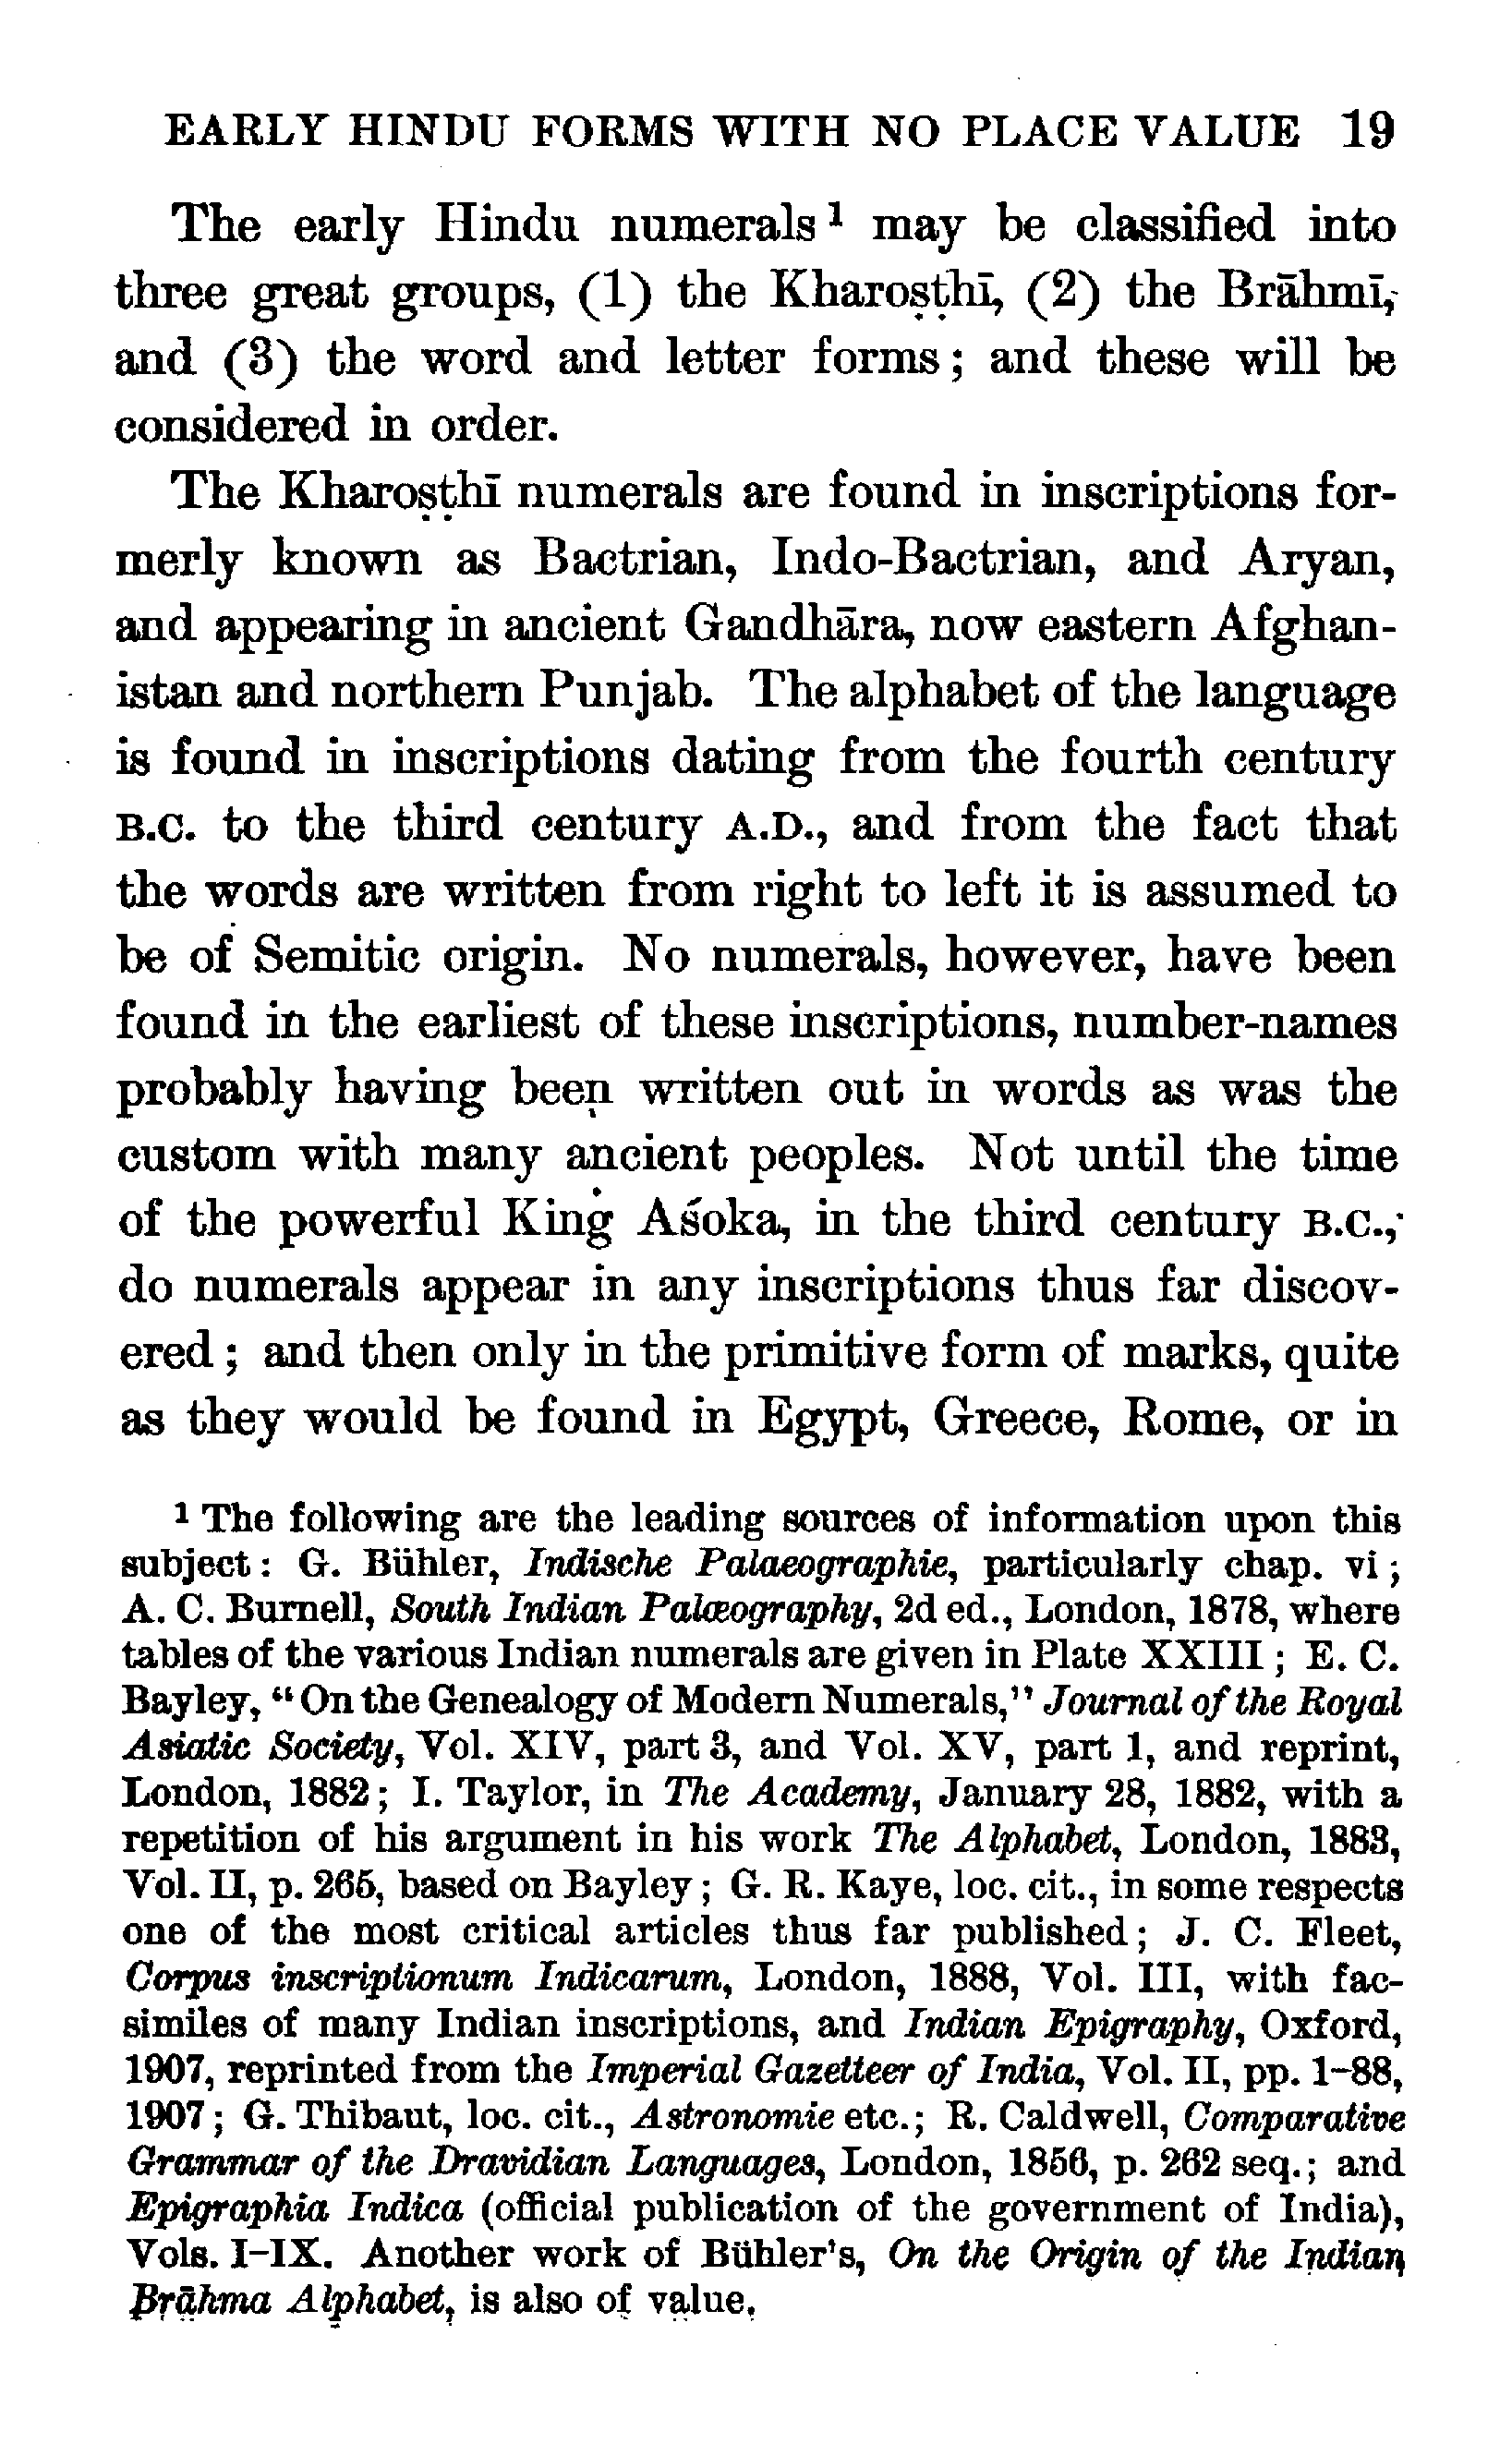 EARLY HINDU FORMS WITH NO PLACE VALUE 19
The early Hindu numerals¹ may be classified into
three great groups, (1) the Kharoṣṭhī, (2) the Brāhmī,
and (3) the word and letter forms; and these will be
considered in order.
The Kharoṣṭhī numerals are found in inscriptions for-
merly known as Bactrian, Indo-Bactrian, and Aryan,
and appearing in ancient Gandhāra, now eastern Afghan-
istan and northern Punjab. The alphabet of the language
is found in inscriptions dating from the fourth century
B.C. to the third century A.D., and from the fact that
the words are written from right to left it is assumed to
be of Semitic origin. No numerals, however, have been
found in the earliest of these inscriptions, number-names
probably having been written out in words as was the
custom with many ancient peoples. Not until the time
of the powerful King Aśoka, in the third century B.C.,
do numerals appear in any inscriptions thus far discov-
ered; and then only in the primitive form of marks, quite
as they would be found in Egypt, Greece, Rome, or in
¹ The following are the leading sources of information upon this
subject: G. Bühler, Indische Palaeographie, particularly chap. vi;
A. C. Burnell, South Indian Palæography, 2d ed., London, 1878, where
tables of the various Indian numerals are given in Plate XXIII; E. C.
Bayley, "On the Genealogy of Modern Numerals," Journal of the Royal
Asiatic Society, Vol. XIV, part 3, and Vol. XV, part 1, and reprint,
London, 1882; I. Taylor, in The Academy, January 28, 1882, with a
repetition of his argument in his work The Alphabet, London, 1883,
Vol. II, p. 265, based on Bayley; G. R. Kaye, loc. cit., in some respects
one of the most critical articles thus far published; J. C. Fleet,
Corpus inscriptionum Indicarum, London, 1888, Vol. III, with fac-
similes of many Indian inscriptions, and Indian Epigraphy, Oxford,
1907, reprinted from the Imperial Gazetteer of India, Vol. II, pp. 1–88,
1907; G. Thibaut, loc. cit., Astronomie etc.; R. Caldwell, Comparative
Grammar of the Dravidian Languages, London, 1856, p. 262 seq.; and
Epigraphia Indica (official publication of the government of India),
Vols. I–IX. Another work of Bühler's, On the Origin of the Indian
Brāhma Alphabet, is also of value.